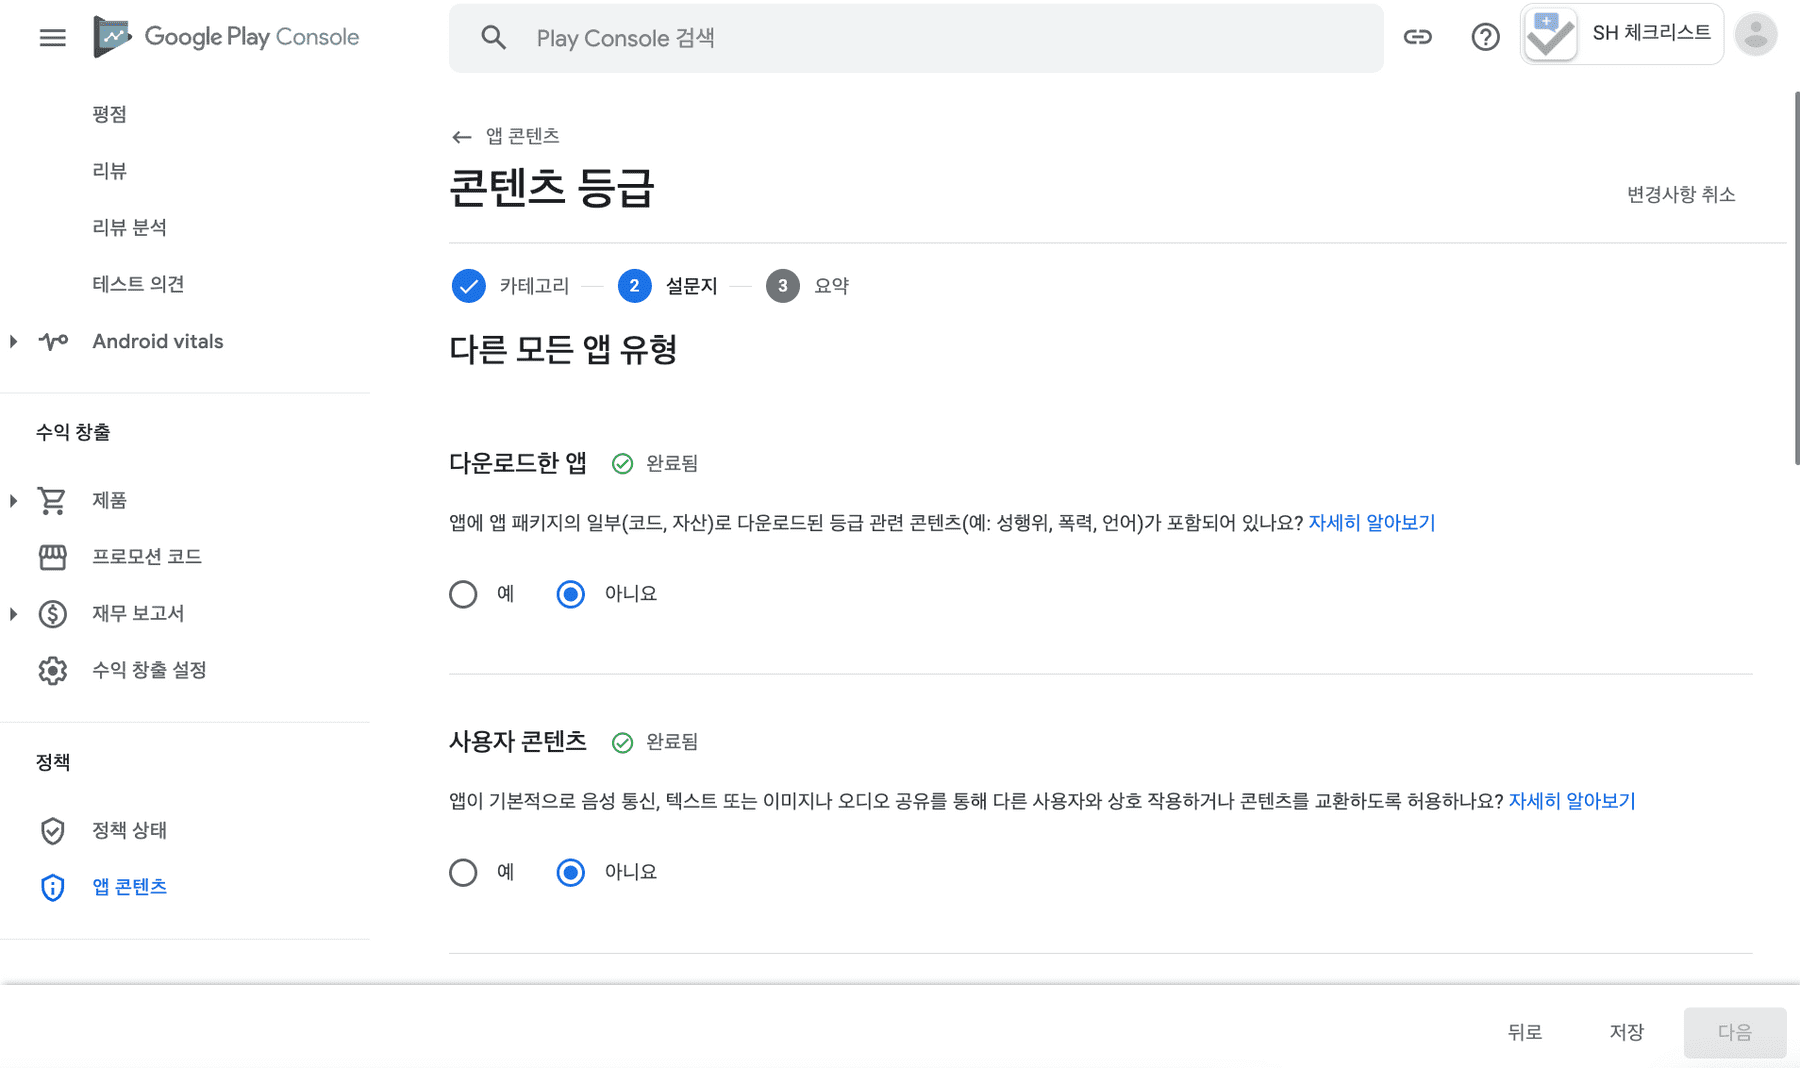 Google Play Console
Play Console 검색
SH 체크리스트
평점
리뷰
리뷰 분석
테스트 의견
Android vitals
수익 창출
제품
프로모션 코드
재무 보고서
수익 창출 설정
정책
정책 상태
앱 콘텐츠
앱 콘텐츠
콘텐츠 등급
변경사항 취소
카테고리 2 설문지 3 요약
다른 모든 앱 유형
다운로드한 앱 완료됨
앱에 앱 패키지의 일부(코드, 자산)로 다운로드된 등급 관련 콘텐츠(예: 성행위, 폭력, 언어)가 포함되어 있나요? 자세히 알아보기
예 아니요
사용자 콘텐츠 완료됨
앱이 기본적으로 음성 통신, 텍스트 또는 이미지나 오디오 공유를 통해 다른 사용자와 상호 작용하거나 콘텐츠를 교환하도록 허용하나요? 자세히 알아보기
예 아니요
뒤로 저장 다음